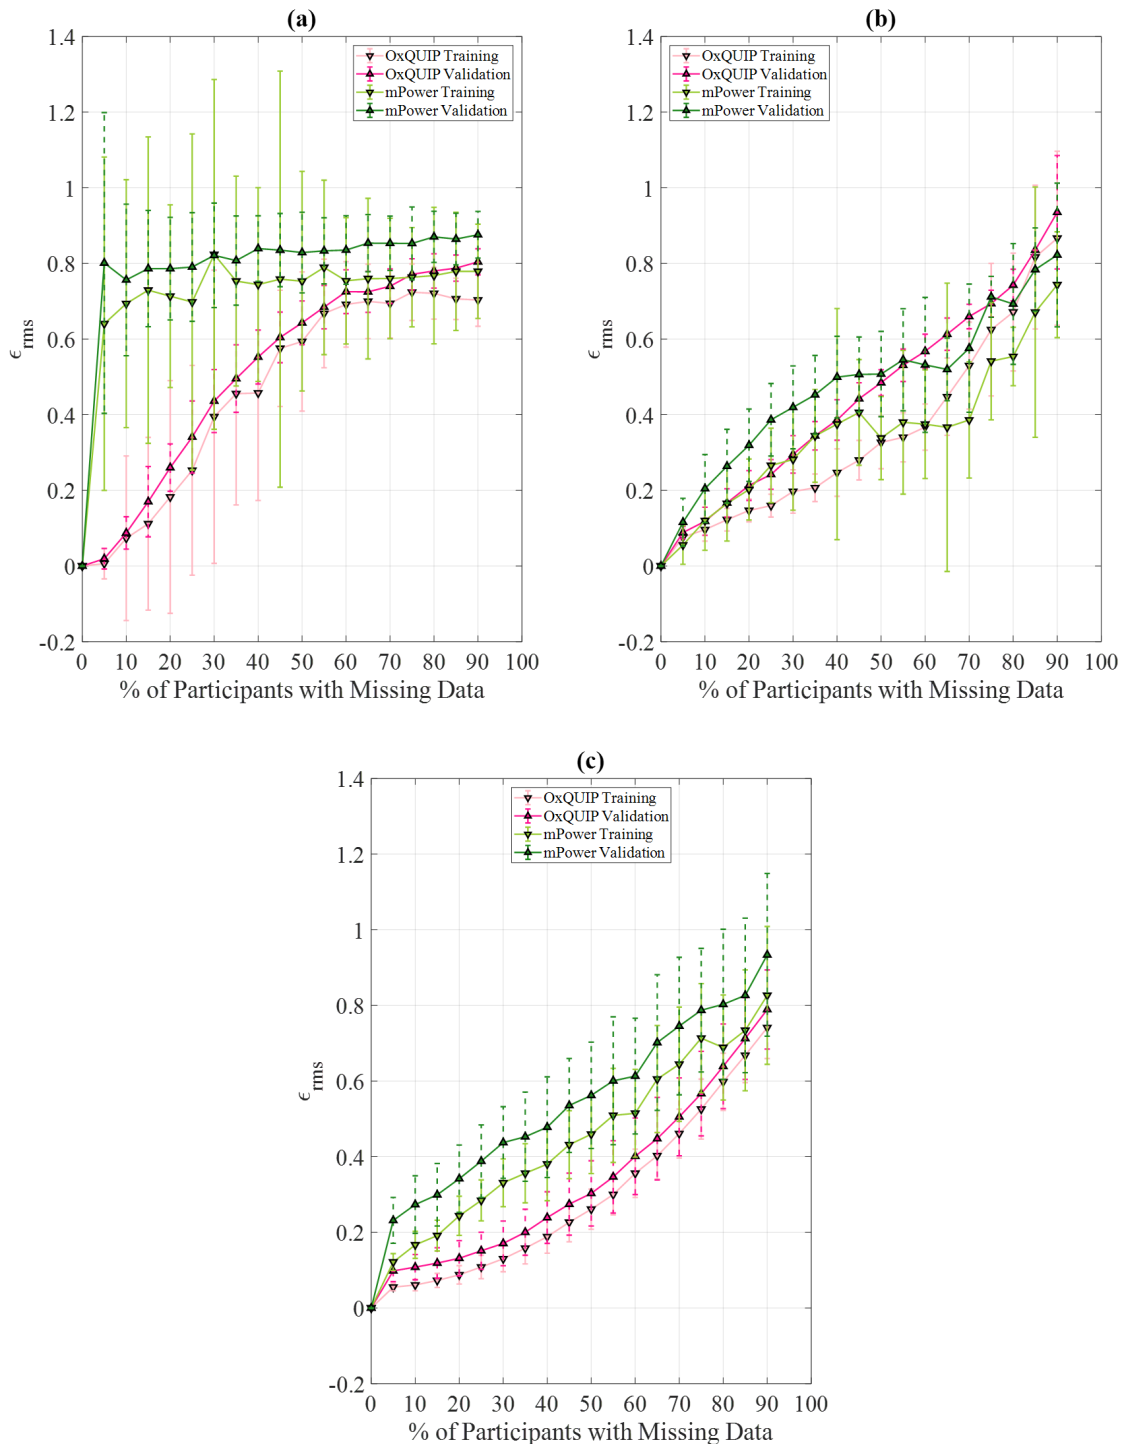 (a)
1.4
1.2
1
0.8
0.6
0.4
0.2
0
-0.2
ϵrms
OxQUIP Training
OxQUIP Validation
mPower Training
mPower Validation
0 10 20 30 40 50 60 70 80 90 100
% of Participants with Missing Data
(b)
1.4
1.2
1
0.8
0.6
0.4
0.2
0
-0.2
ϵrms
OxQUIP Training
OxQUIP Validation
mPower Training
mPower Validation
0 10 20 30 40 50 60 70 80 90 100
% of Participants with Missing Data
(c)
1.4
1.2
1
0.8
0.6
0.4
0.2
0
-0.2
ϵrms
OxQUIP Training
OxQUIP Validation
mPower Training
mPower Validation
0 10 20 30 40 50 60 70 80 90 100
% of Participants with Missing Data